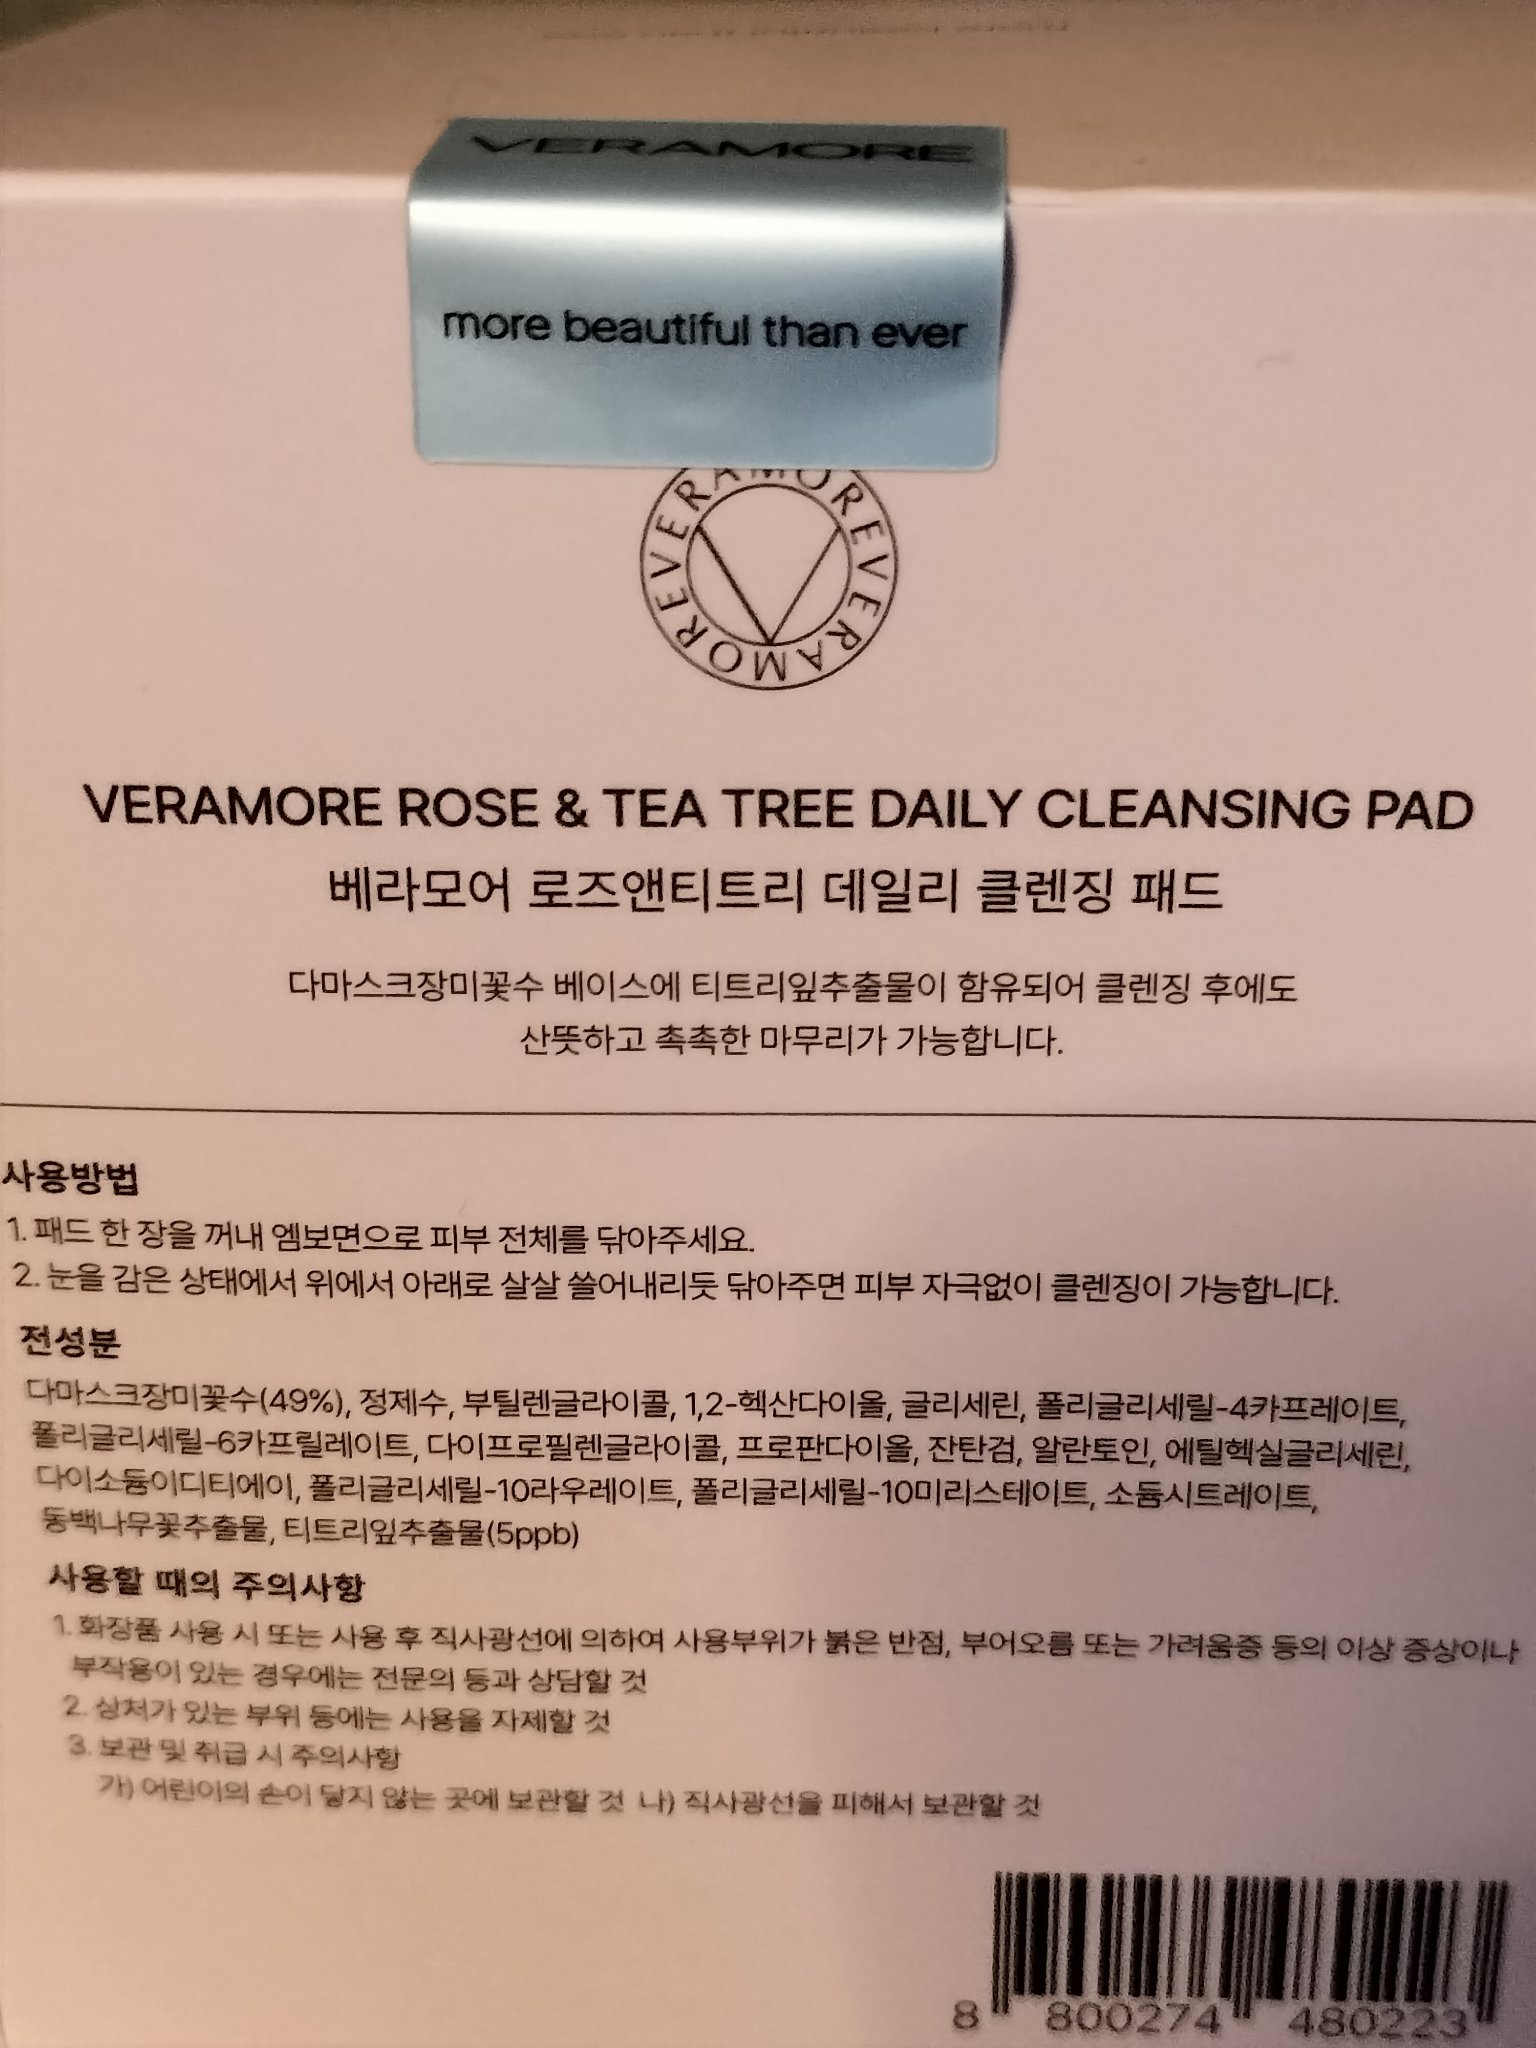 VERAMORE
more beautiful than ever
VERAMOREVERAMOREVERAMORE
VERAMORE ROSE & TEA TREE DAILY CLEANSING PAD
베라모어 로즈앤티트리 데일리 클렌징 패드
다마스크장미꽃수 베이스에 티트리잎추출물이 함유되어 클렌징 후에도
산뜻하고 촉촉한 마무리가 가능합니다.
사용방법
1. 패드 한 장을 꺼내 엠보면으로 피부 전체를 닦아주세요.
2. 눈을 감은 상태에서 위에서 아래로 살살 쓸어내리듯 닦아주면 피부 자극없이 클렌징이 가능합니다.
전성분
다마스크장미꽃수(49%), 정제수, 부틸렌글라이콜, 1,2-헥산다이올, 글리세린, 폴리글리세릴-4카프레이트,
폴리글리세릴-6카프릴레이트, 다이프로필렌글라이콜, 프로판다이올, 잔탄검, 알란토인, 에틸헥실글리세린,
다이소듐이디티에이, 폴리글리세릴-10라우레이트, 폴리글리세릴-10미리스테이트, 소듐시트레이트,
동백나무꽃추출물, 티트리잎추출물(5ppb)
사용할 때의 주의사항
1. 화장품 사용 시 또는 사용 후 직사광선에 의하여 사용부위가 붉은 반점, 부어오름 또는 가려움증 등의 이상 증상이나
부작용이 있는 경우에는 전문의 등과 상담할 것
2. 상처가 있는 부위 등에는 사용을 자제할 것
3. 보관 및 취급 시 주의사항
가) 어린이의 손이 닿지 않는 곳에 보관할 것 나) 직사광선을 피해서 보관할 것
8 800274 480223